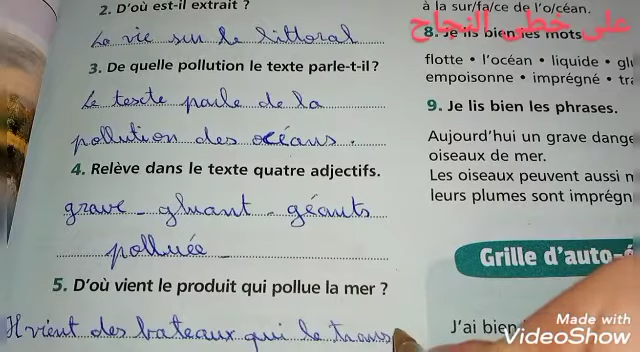 2. D'où est-il extrait ?
La vie sur le littoral
3. De quelle pollution le texte parle-t-il ?
Le texte parle de la
pollution des océans.
4. Relève dans le texte quatre adjectifs.
grave - gluant - géants
polluée
5. D'où vient le produit qui pollue la mer ?
Il vient des bateaux qui le trans
à la sur/fa/ce de l'o/céan.
على خطى النجاح
8. Je lis bien les mots
flotte • l'océan • liquide •
empoisonne • imprégné •
9. Je lis bien les phrases.
Aujourd'hui un grave
oiseaux de mer.
Les oiseaux peuvent aussi
leurs plumes sont
Grille d'auto-
J'ai bien
Made with
VideoShow